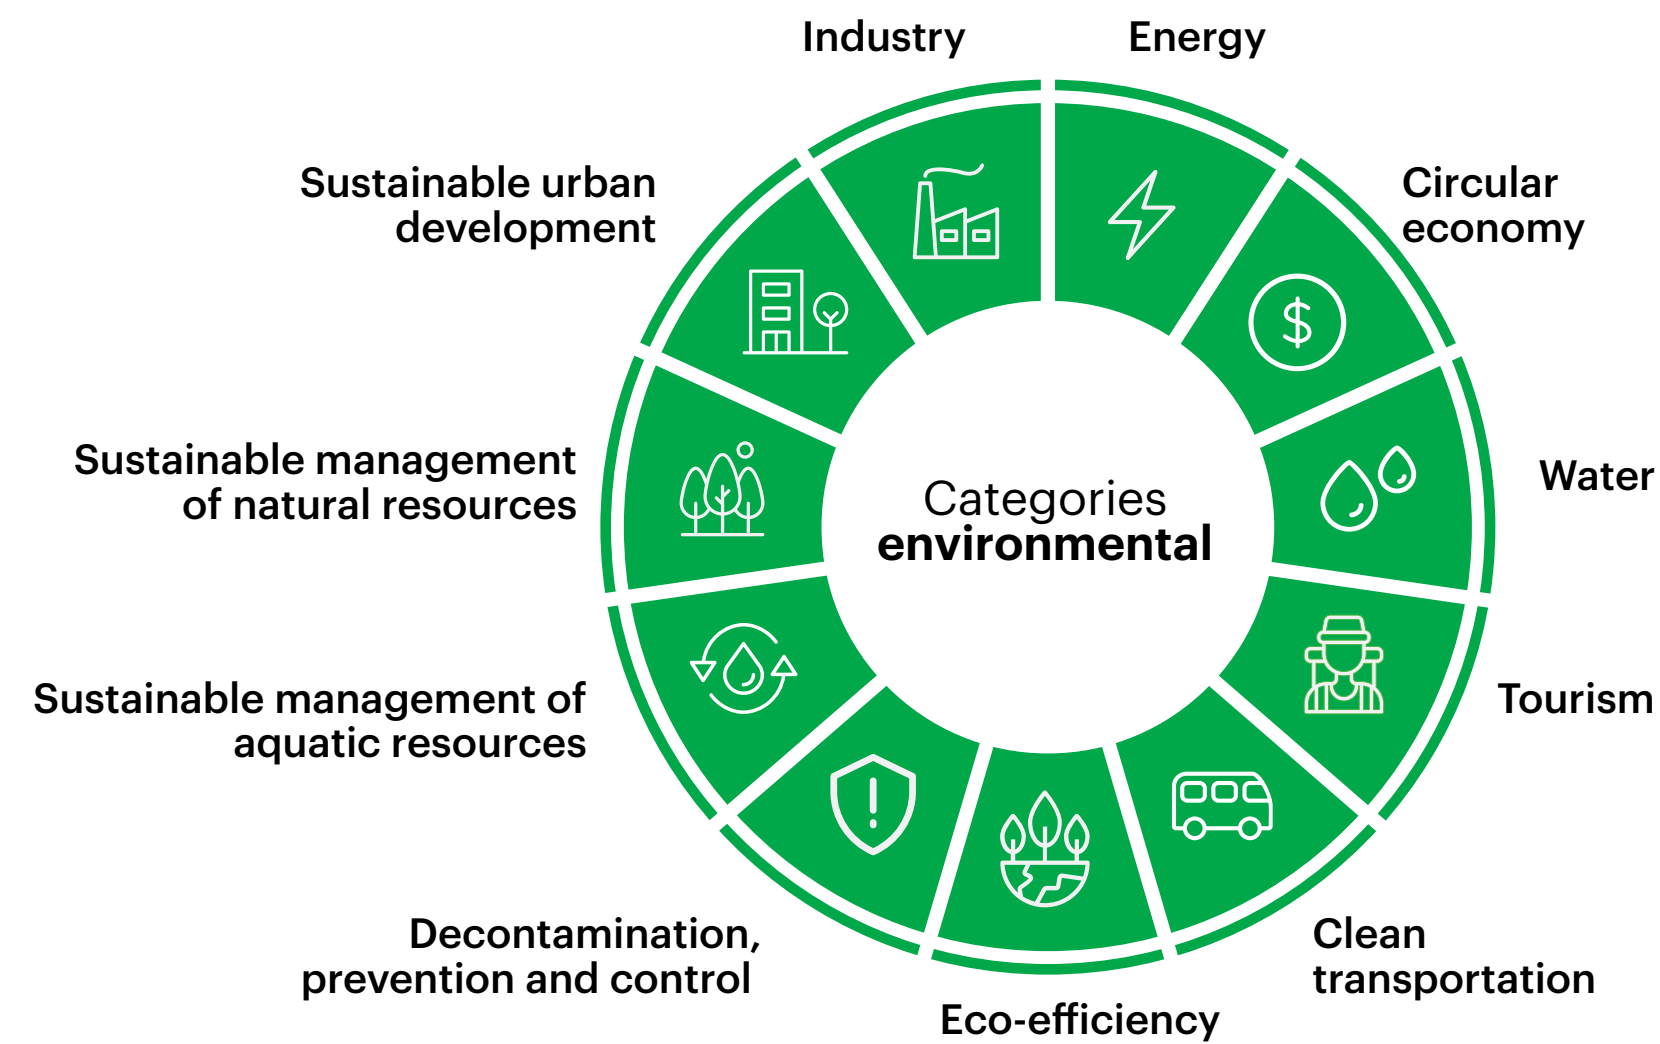 Industry
Energy
Circular
economy
Water
Tourism
Clean
transportation
Eco-efficiency
Decontamination,
prevention and control
Sustainable management of
aquatic resources
Sustainable management
of natural resources
Sustainable urban
development
Categories
environmental
$